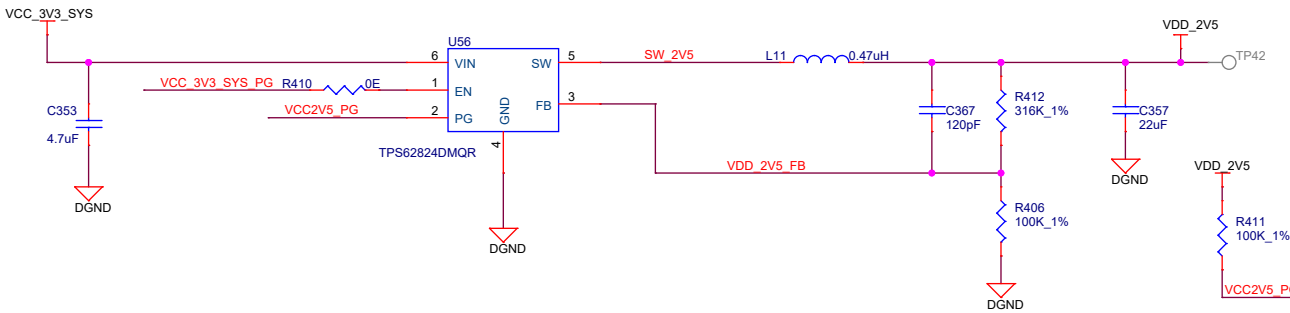 VCC_3V3_SYS
VDD_2V5
U56
6 VIN
SW 5
SW_2V5
L11 0.47uH
TP42
VCC_3V3_SYS_PG R410 0E 1 EN
C353
4.7uF
VCC2V5_PG 2 PG
GND
4
FB 3
C367
120pF
R412
316K_1%
C357
22uF
TPS62824DMQR
VDD_2V5_FB
DGND
DGND
DGND
R406
100K_1%
DGND
VDD_2V5
R411
100K_1%
VCC2V5_P